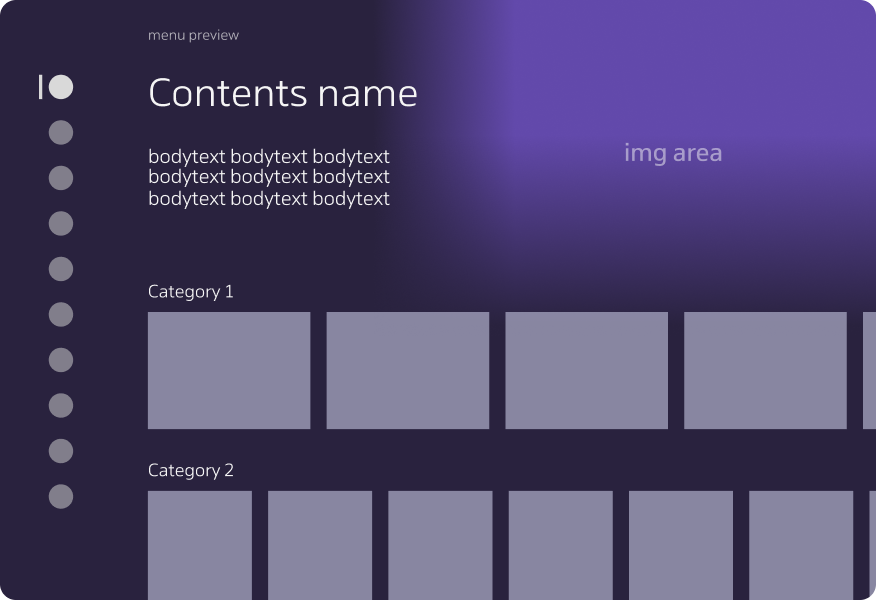 menu preview
Contents name
bodytext bodytext bodytext
bodytext bodytext bodytext
bodytext bodytext bodytext
img area
Category 1
Category 2